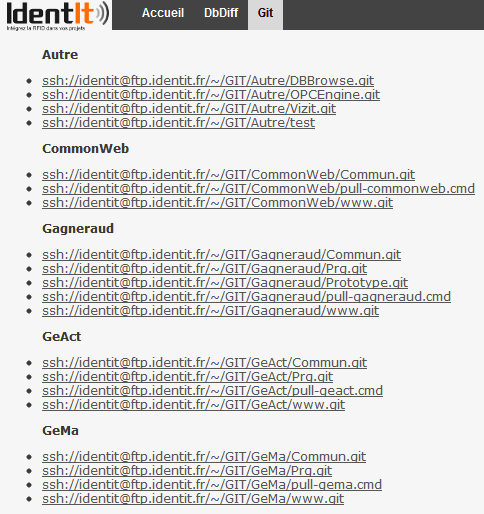 IdentIt
Intégrez la RFID dans vos projets
Accueil DbDiff Git
Autre
ssh://identit@ftp.identit.fr/~/GIT/Autre/DBBrowse.git
ssh://identit@ftp.identit.fr/~/GIT/Autre/OPCEngine.git
ssh://identit@ftp.identit.fr/~/GIT/Autre/Vizit.git
ssh://identit@ftp.identit.fr/~/GIT/Autre/test
CommonWeb
ssh://identit@ftp.identit.fr/~/GIT/CommonWeb/Commun.git
ssh://identit@ftp.identit.fr/~/GIT/CommonWeb/pull-commonweb.cmd
ssh://identit@ftp.identit.fr/~/GIT/CommonWeb/www.git
Gagneraud
ssh://identit@ftp.identit.fr/~/GIT/Gagneraud/Commun.git
ssh://identit@ftp.identit.fr/~/GIT/Gagneraud/Prg.git
ssh://identit@ftp.identit.fr/~/GIT/Gagneraud/Prototype.git
ssh://identit@ftp.identit.fr/~/GIT/Gagneraud/pull-gagneraud.cmd
ssh://identit@ftp.identit.fr/~/GIT/Gagneraud/www.git
GeAct
ssh://identit@ftp.identit.fr/~/GIT/GeAct/Commun.git
ssh://identit@ftp.identit.fr/~/GIT/GeAct/Prg.git
ssh://identit@ftp.identit.fr/~/GIT/GeAct/pull-geact.cmd
ssh://identit@ftp.identit.fr/~/GIT/GeAct/www.git
GeMa
ssh://identit@ftp.identit.fr/~/GIT/GeMa/Commun.git
ssh://identit@ftp.identit.fr/~/GIT/GeMa/Prg.git
ssh://identit@ftp.identit.fr/~/GIT/GeMa/pull-gema.cmd
ssh://identit@ftp.identit.fr/~/GIT/GeMa/www.git